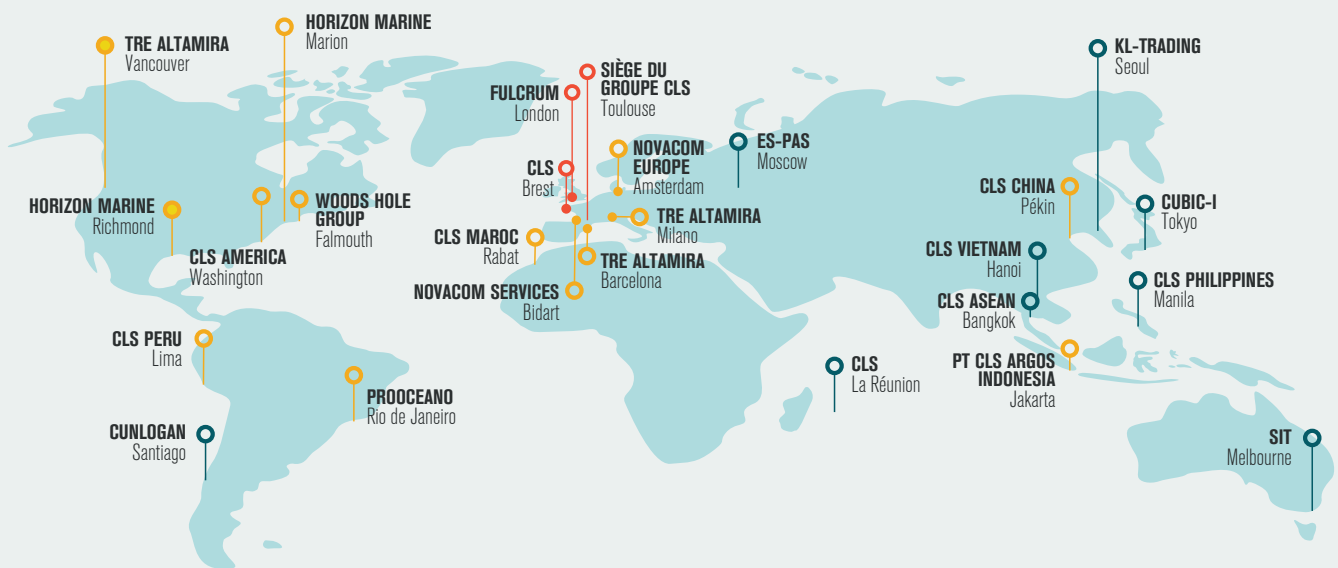 HORIZON MARINE
Marion
TRE ALTAMIRA
Vancouver
KL-TRADING
Seoul
SIÈGE DU
GROUPE CLS
Toulouse
FULCRUM
London
ES-PAS
Moscow
NOVACOM
EUROPE
Amsterdam
CLS
Brest
CLS CHINA
Pékin
HORIZON MARINE
Richmond
WOODS HOLE
GROUP
Falmouth
CUBIC-I
Tokyo
TRE ALTAMIRA
Milano
CLS MAROC
Rabat
CLS VIETNAM
Hanoi
CLS AMERICA
Washington
TRE ALTAMIRA
Barcelona
CLS PHILIPPINES
Manila
NOVACOM SERVICES
Bidart
CLS ASEAN
Bangkok
CLS PERU
Lima
CLS
La Réunion
PT CLS ARGOS
INDONESIA
Jakarta
PROOCEANO
Rio de Janeiro
CUNLOGAN
Santiago
SIT
Melbourne